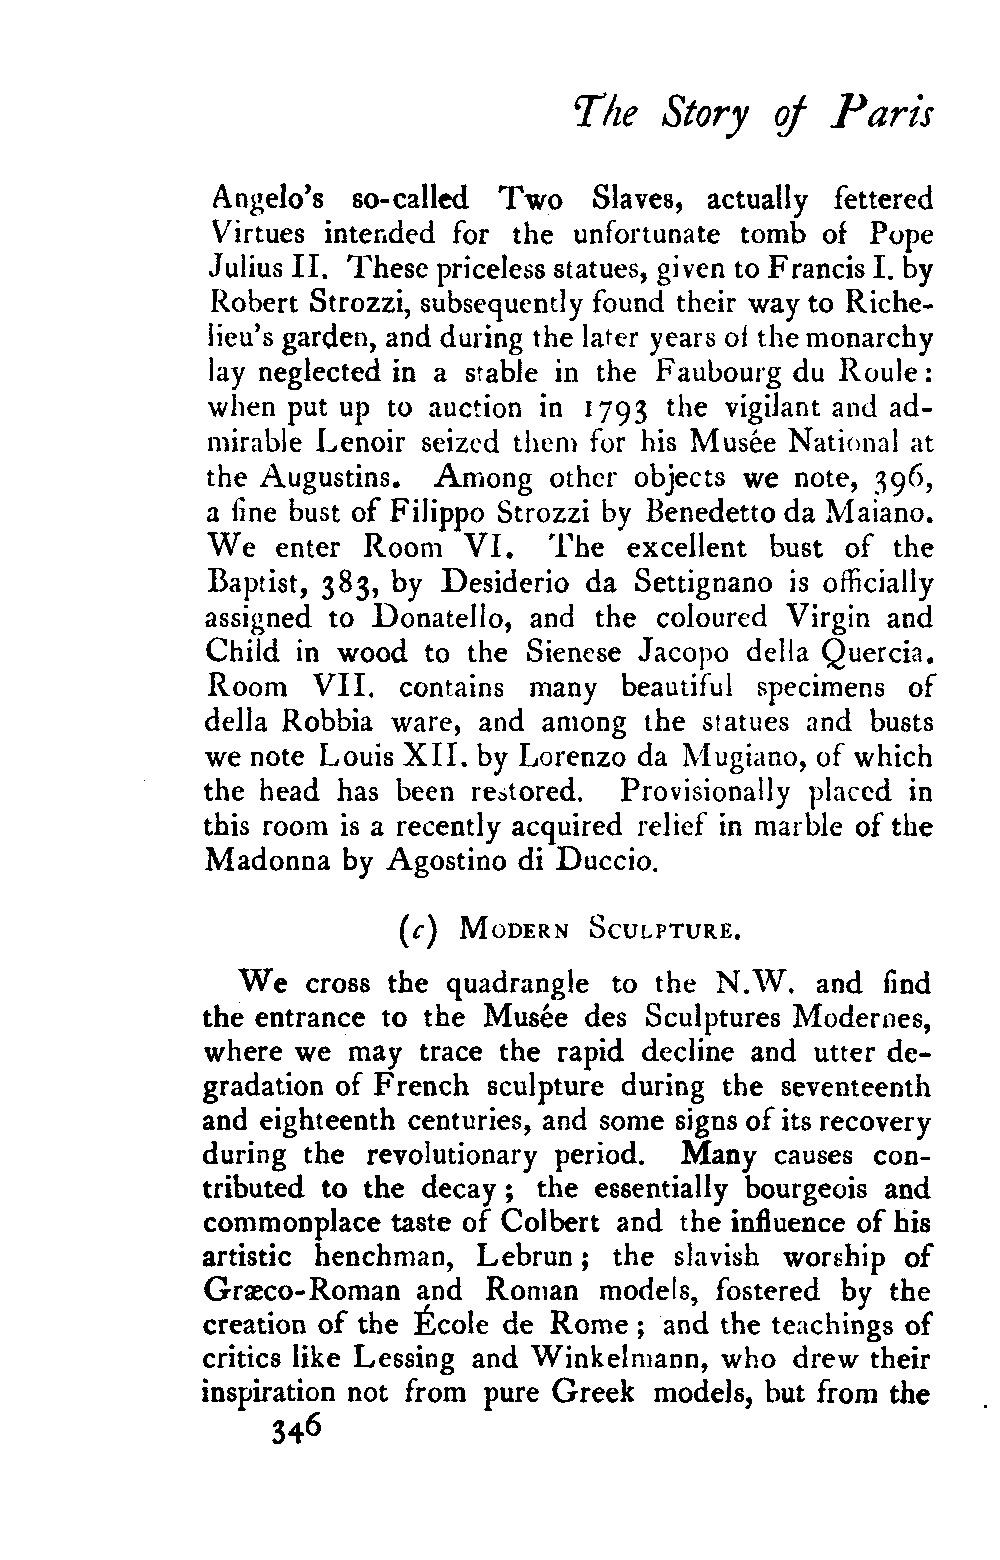 The Story of Paris
Angelo's so-called Two Slaves, actually fettered
Virtues intended for the unfortunate tomb of Pope
Julius II. These priceless statues, given to Francis I. by
Robert Strozzi, subsequently found their way to Riche-
lieu's garden, and during the later years of the monarchy
lay neglected in a stable in the Faubourg du Roule:
when put up to auction in 1793 the vigilant and ad-
mirable Lenoir seized them for his Musée National at
the Augustins. Among other objects we note, 396,
a fine bust of Filippo Strozzi by Benedetto da Maiano.
We enter Room VI. The excellent bust of the
Baptist, 383, by Desiderio da Settignano is officially
assigned to Donatello, and the coloured Virgin and
Child in wood to the Sienese Jacopo della Quercia.
Room VII. contains many beautiful specimens of
della Robbia ware, and among the statues and busts
we note Louis XII. by Lorenzo da Mugiano, of which
the head has been restored. Provisionally placed in
this room is a recently acquired relief in marble of the
Madonna by Agostino di Duccio.
(c) Modern Sculpture.
We cross the quadrangle to the N.W. and find
the entrance to the Musée des Sculptures Modernes,
where we may trace the rapid decline and utter de-
gradation of French sculpture during the seventeenth
and eighteenth centuries, and some signs of its recovery
during the revolutionary period. Many causes con-
tributed to the decay; the essentially bourgeois and
commonplace taste of Colbert and the influence of his
artistic henchman, Lebrun; the slavish worship of
Græco-Roman and Roman models, fostered by the
creation of the École de Rome; and the teachings of
critics like Lessing and Winkelmann, who drew their
inspiration not from pure Greek models, but from the
346